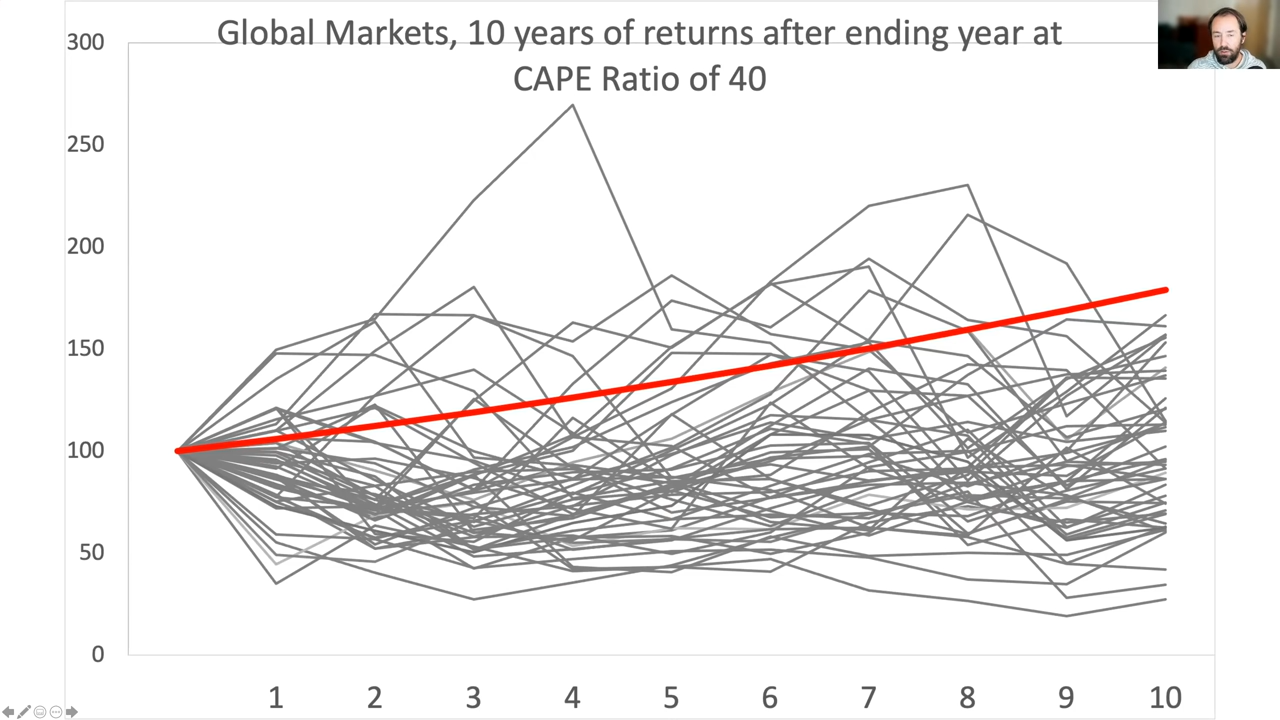 Global Markets, 10 years of returns after ending year at
CAPE Ratio of 40
300
250
200
150
100
50
0
1 2 3 4 5 6 7 8 9 10